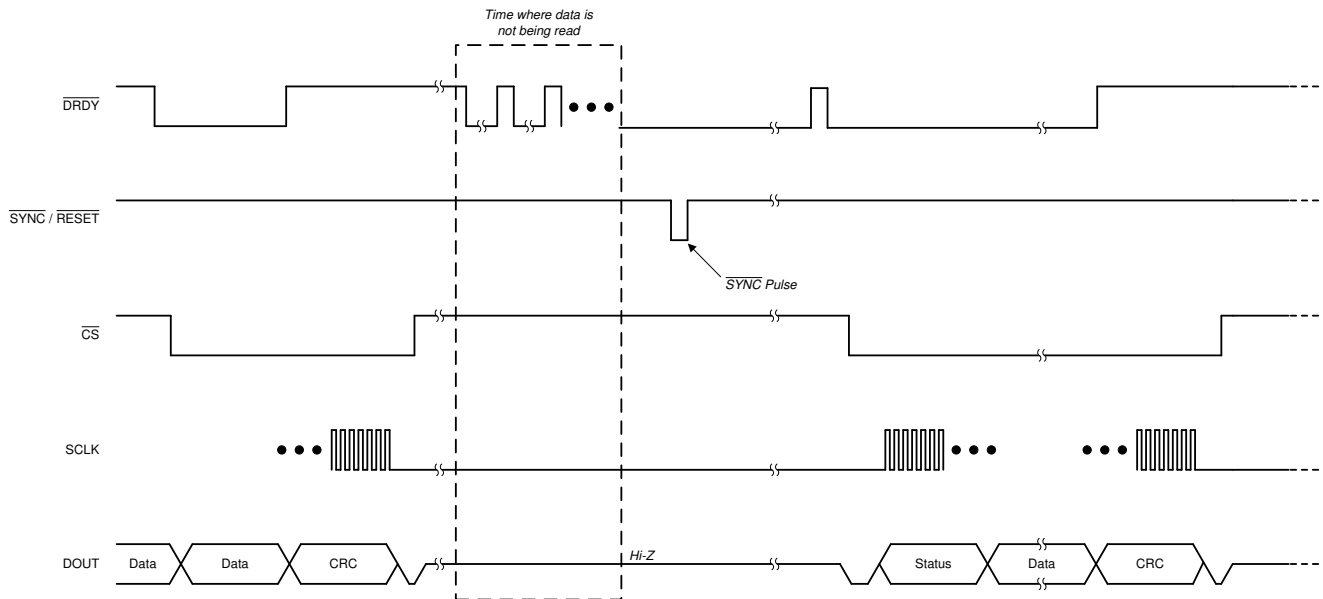 Time where data is
not being read
DRDY
SYNC / RESET
SYNC Pulse
CS
SCLK
DOUT
Data
Data
CRC
Hi-Z
Status
Data
CRC